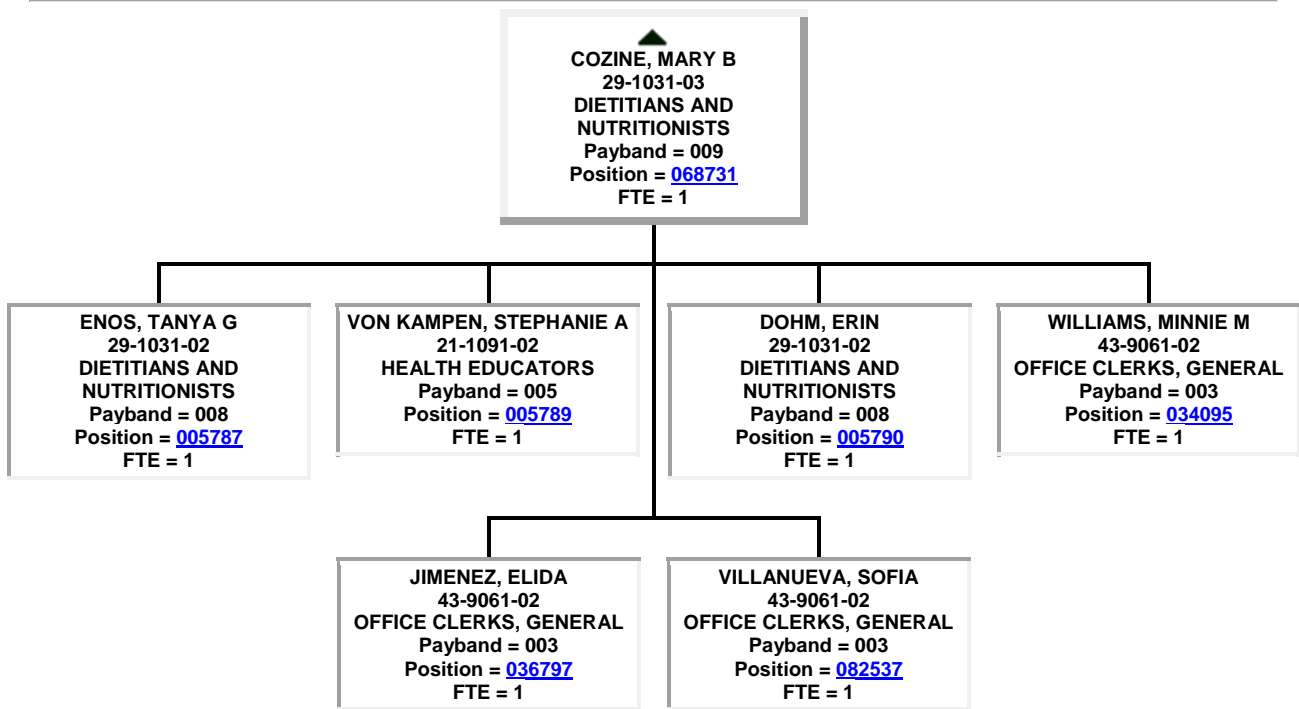 COZINE, MARY B
29-1031-03
DIETITIANS AND
NUTRITIONISTS
Payband = 009
Position = 068731
FTE = 1
ENOS, TANYA G
29-1031-02
DIETITIANS AND
NUTRITIONISTS
Payband = 008
Position = 005787
FTE = 1
VON KAMPEN, STEPHANIE A
21-1091-02
HEALTH EDUCATORS
Payband = 005
Position = 005789
FTE = 1
DOHM, ERIN
29-1031-02
DIETITIANS AND
NUTRITIONISTS
Payband = 008
Position = 005790
FTE = 1
WILLIAMS, MINNIE M
43-9061-02
OFFICE CLERKS, GENERAL
Payband = 003
Position = 034095
FTE = 1
JIMENEZ, ELIDA
43-9061-02
OFFICE CLERKS, GENERAL
Payband = 003
Position = 036797
FTE = 1
VILLANUEVA, SOFIA
43-9061-02
OFFICE CLERKS, GENERAL
Payband = 003
Position = 082537
FTE = 1